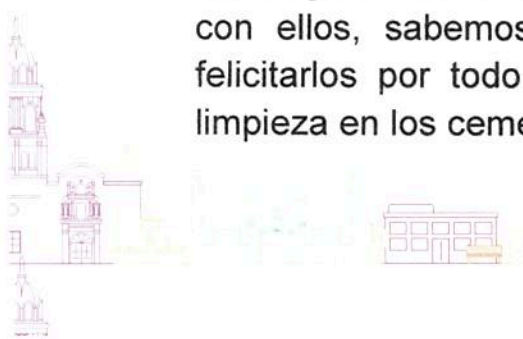 con ellos, sabemos
felicitarlos por todo
limpieza en los ceme